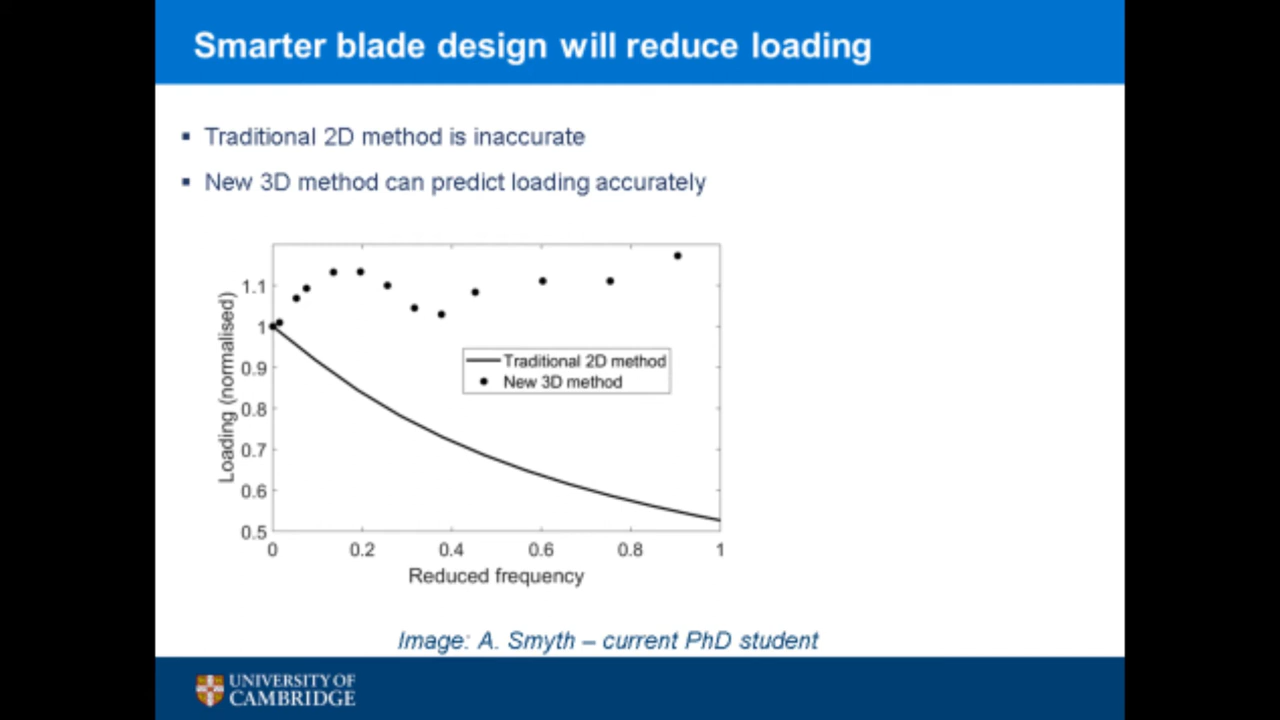 Smarter blade design will reduce loading
▪ Traditional 2D method is inaccurate
▪ New 3D method can predict loading accurately
Loading (normalised)
1.1
1
0.9
0.8
0.7
0.6
0.5
Traditional 2D method
New 3D method
0 0.2 0.4 0.6 0.8 1
Reduced frequency
Image: A. Smyth – current PhD student
UNIVERSITY OF
CAMBRIDGE